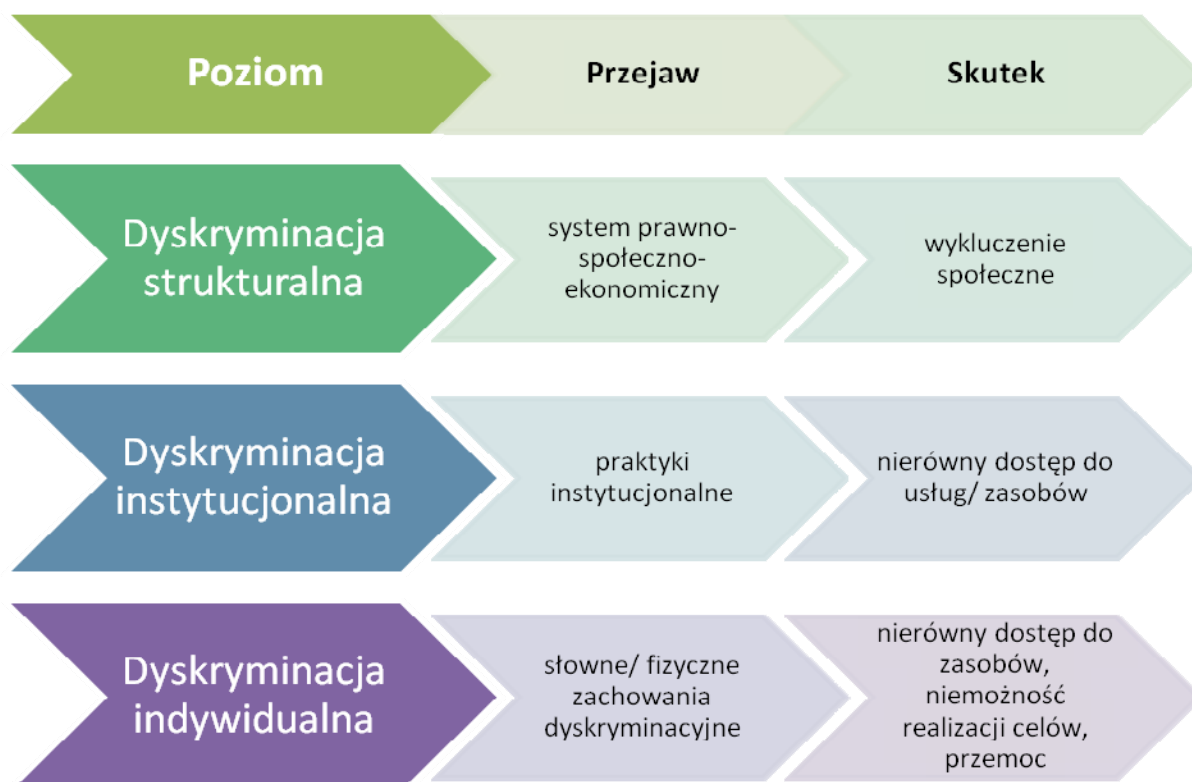 Poziom
Przejaw
Skutek
Dyskryminacja
strukturalna
system prawno-
społeczno-
ekonomiczny
wykluczenie
społeczne
Dyskryminacja
instytucjonalna
praktyki
instytucjonalne
nierówny dostęp do
usług/ zasobów
Dyskryminacja
indywidualna
słowne/ fizyczne
zachowania
dyskryminacyjne
nierówny dostęp do
zasobów,
niemożność
realizacji celów,
przemoc